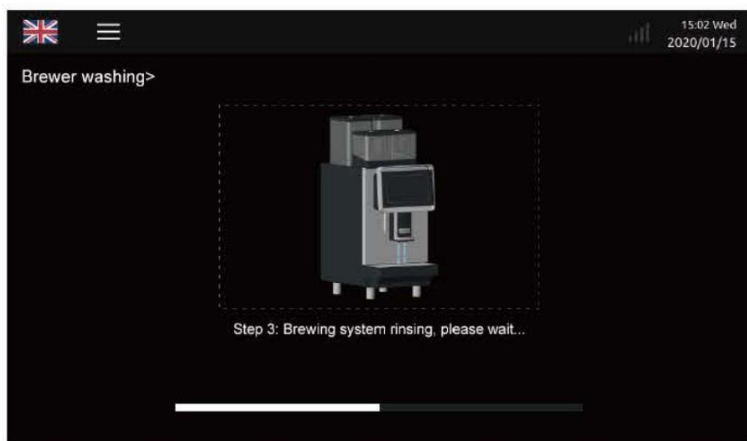 15:02 Wed
2020/01/15
Brewer washing>
Step 3: Brewing system rinsing, please wait...